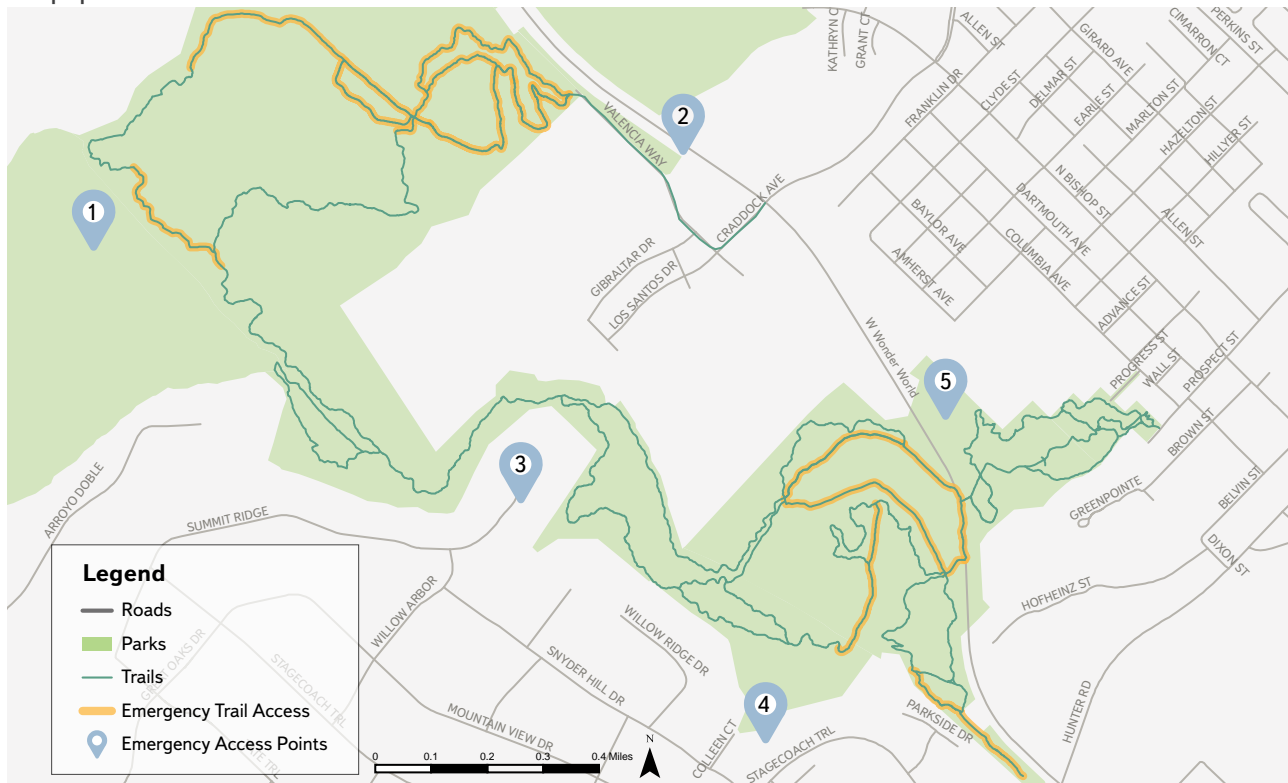 KATHRYN C
GRANT CT
ALLEN ST
GIRARD AVE
CIMARRON CT
PERKINS ST
CLYDE ST
DELMAR ST
EARLE ST
MARLTON ST
HAZELTON ST
HILLYER ST
FRANKLIN DR
2
VALENCIA WAY
CRADDOCK AVE
N BISHOP ST
DARTMOUTH AVE
ALLEN ST
1
BAYLOR AVE
COLUMBIA AVE
AMHERST AVE
GIBRALTAR DR
LOS SANTOS DR
ADVANCE ST
W Wonder World
PROGRESS ST
WALL ST
PROSPECT ST
5
BROWN ST
3
GREENPOINTE
BELVIN ST
ARROYO DOBLE
SUMMIT RIDGE
DIXON ST
HOFHEINZ ST
WILLOW ARBOR
WILLOW RIDGE DR
SNYDER HILL DR
4
MOUNTAIN VIEW DR
COLLEEN CT
STAGECOACH TRL
PARKSIDE DR
HUNTER RD
Legend
Roads
Parks
Trails
Emergency Trail Access
Emergency Access Points
STAGECOACH TRL
OAKS DR
TRL
0 0.1 0.2 0.3 0.4 Miles
N